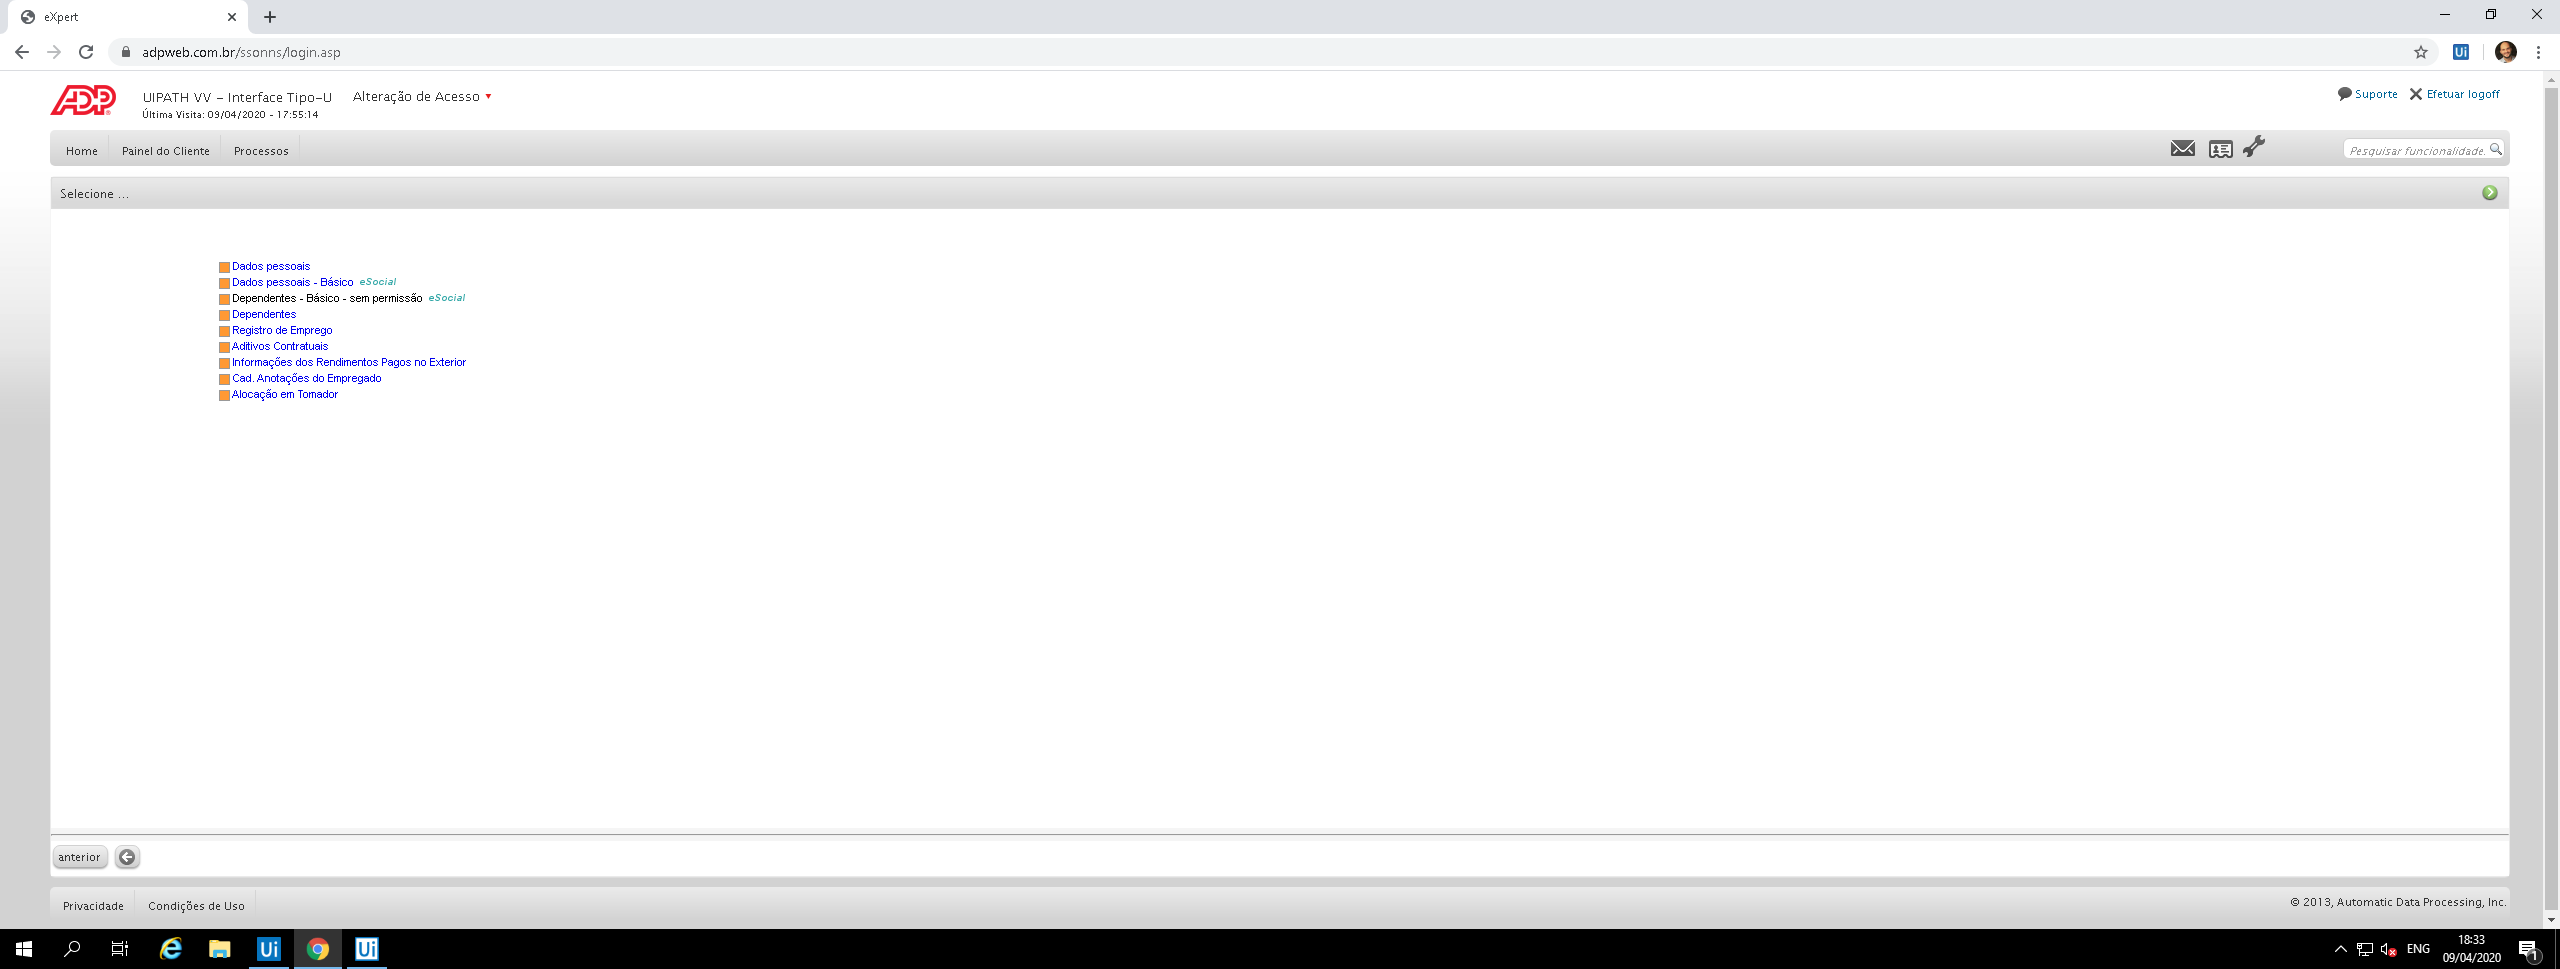 eXpert
adpweb.com.br/ssonns/login.asp
Ui
ADP
UIPATH VV - Interface Tipo-U
Alteração de Acesso
Última Visita: 09/04/2020 - 17:55:14
Suporte
Efetuar logoff
Home
Painel do Cliente
Processos
Pesquisar funcionalidade.
Selecione ...
Dados pessoais
Dados pessoais - Básico eSocial
Dependentes - Básico - sem permissão eSocial
Dependentes
Registro de Emprego
Aditivos Contratuais
Informações dos Rendimentos Pagos no Exterior
Cad. Anotações do Empregado
Alocação em Tomador
anterior
Privacidade
Condições de Uso
© 2013, Automatic Data Processing, Inc.
Ui
Ui
ENG
18:33
09/04/2020
1